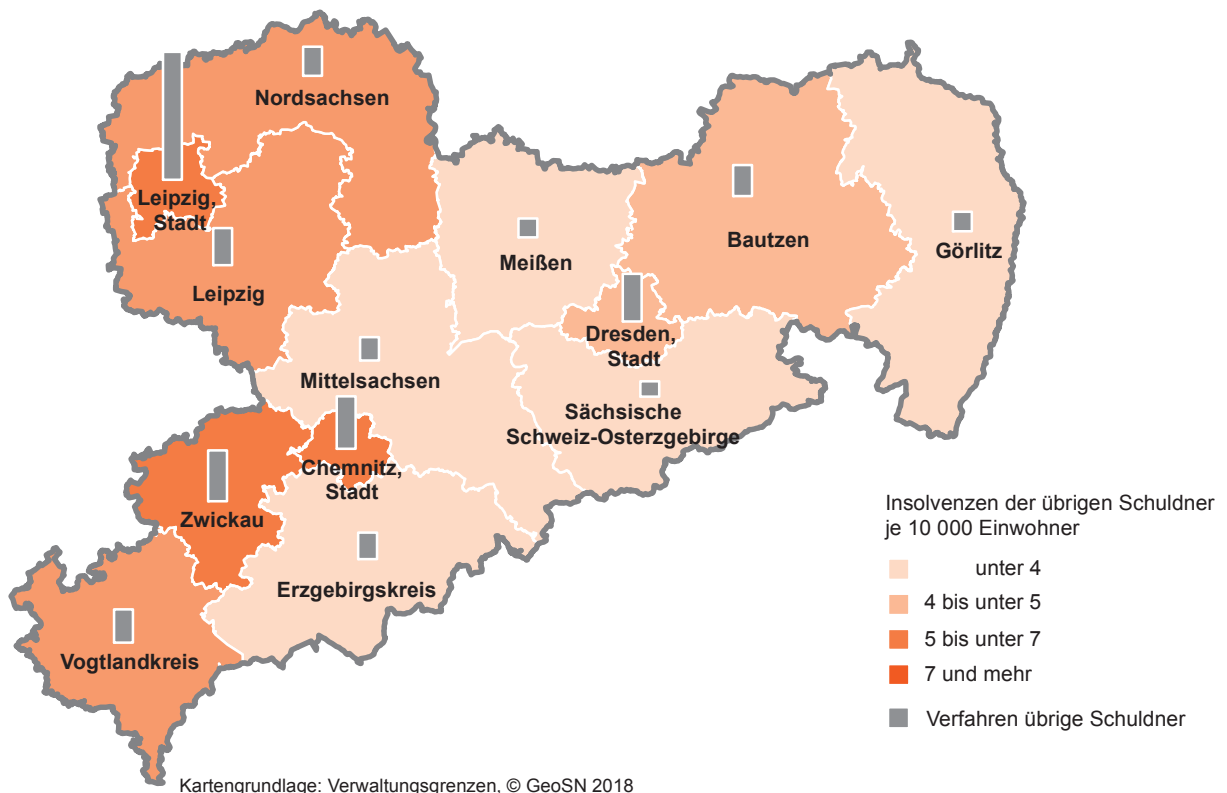 Nordsachsen
Leipzig,
Stadt
Leipzig
Meißen
Bautzen
Görlitz
Dresden,
Stadt
Mittelsachsen
Sächsische
Schweiz-Osterzgebirge
Chemnitz,
Stadt
Zwickau
Erzgebirgskreis
Vogtlandkreis
Insolvenzen der übrigen Schuldner
je 10 000 Einwohner
unter 4
4 bis unter 5
5 bis unter 7
7 und mehr
Verfahren übrige Schuldner
Kartengrundlage: Verwaltungsgrenzen, © GeoSN 2018